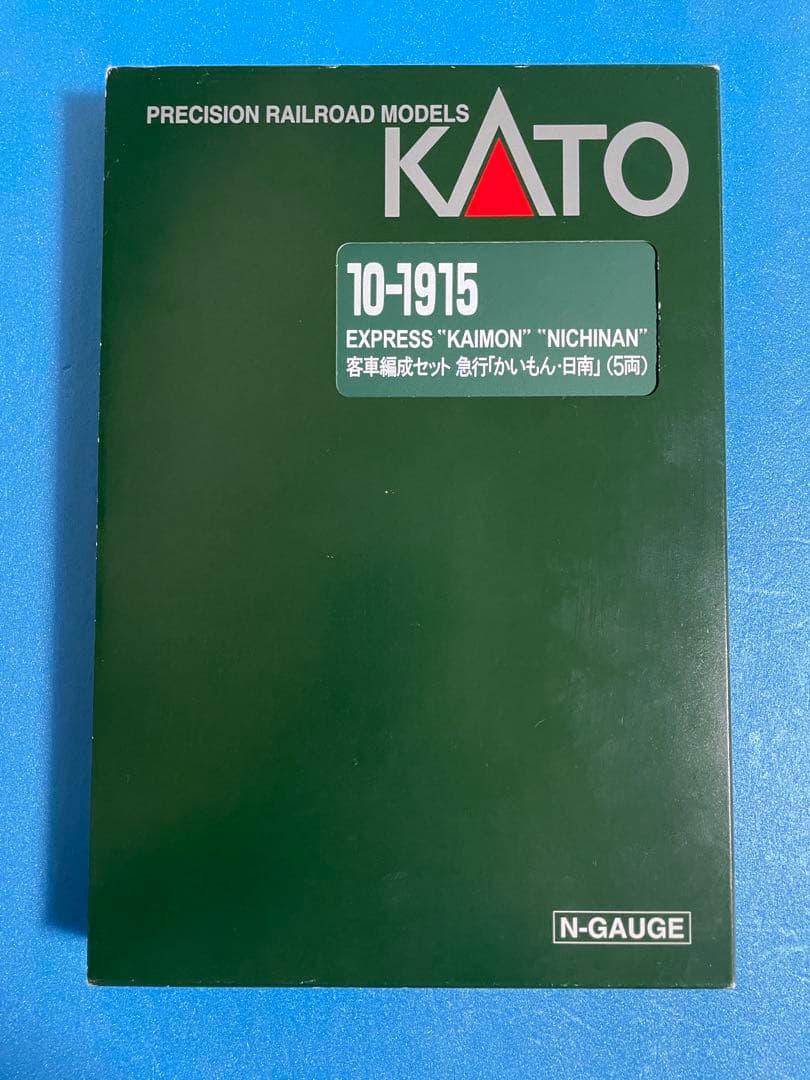 PRECISION RAILROAD MODELS
KATO
10-1915
EXPRESS "KAIMON" "NICHINAN"
客車編成セット 急行「かいもん・日南」（5両）
N-GAUGE